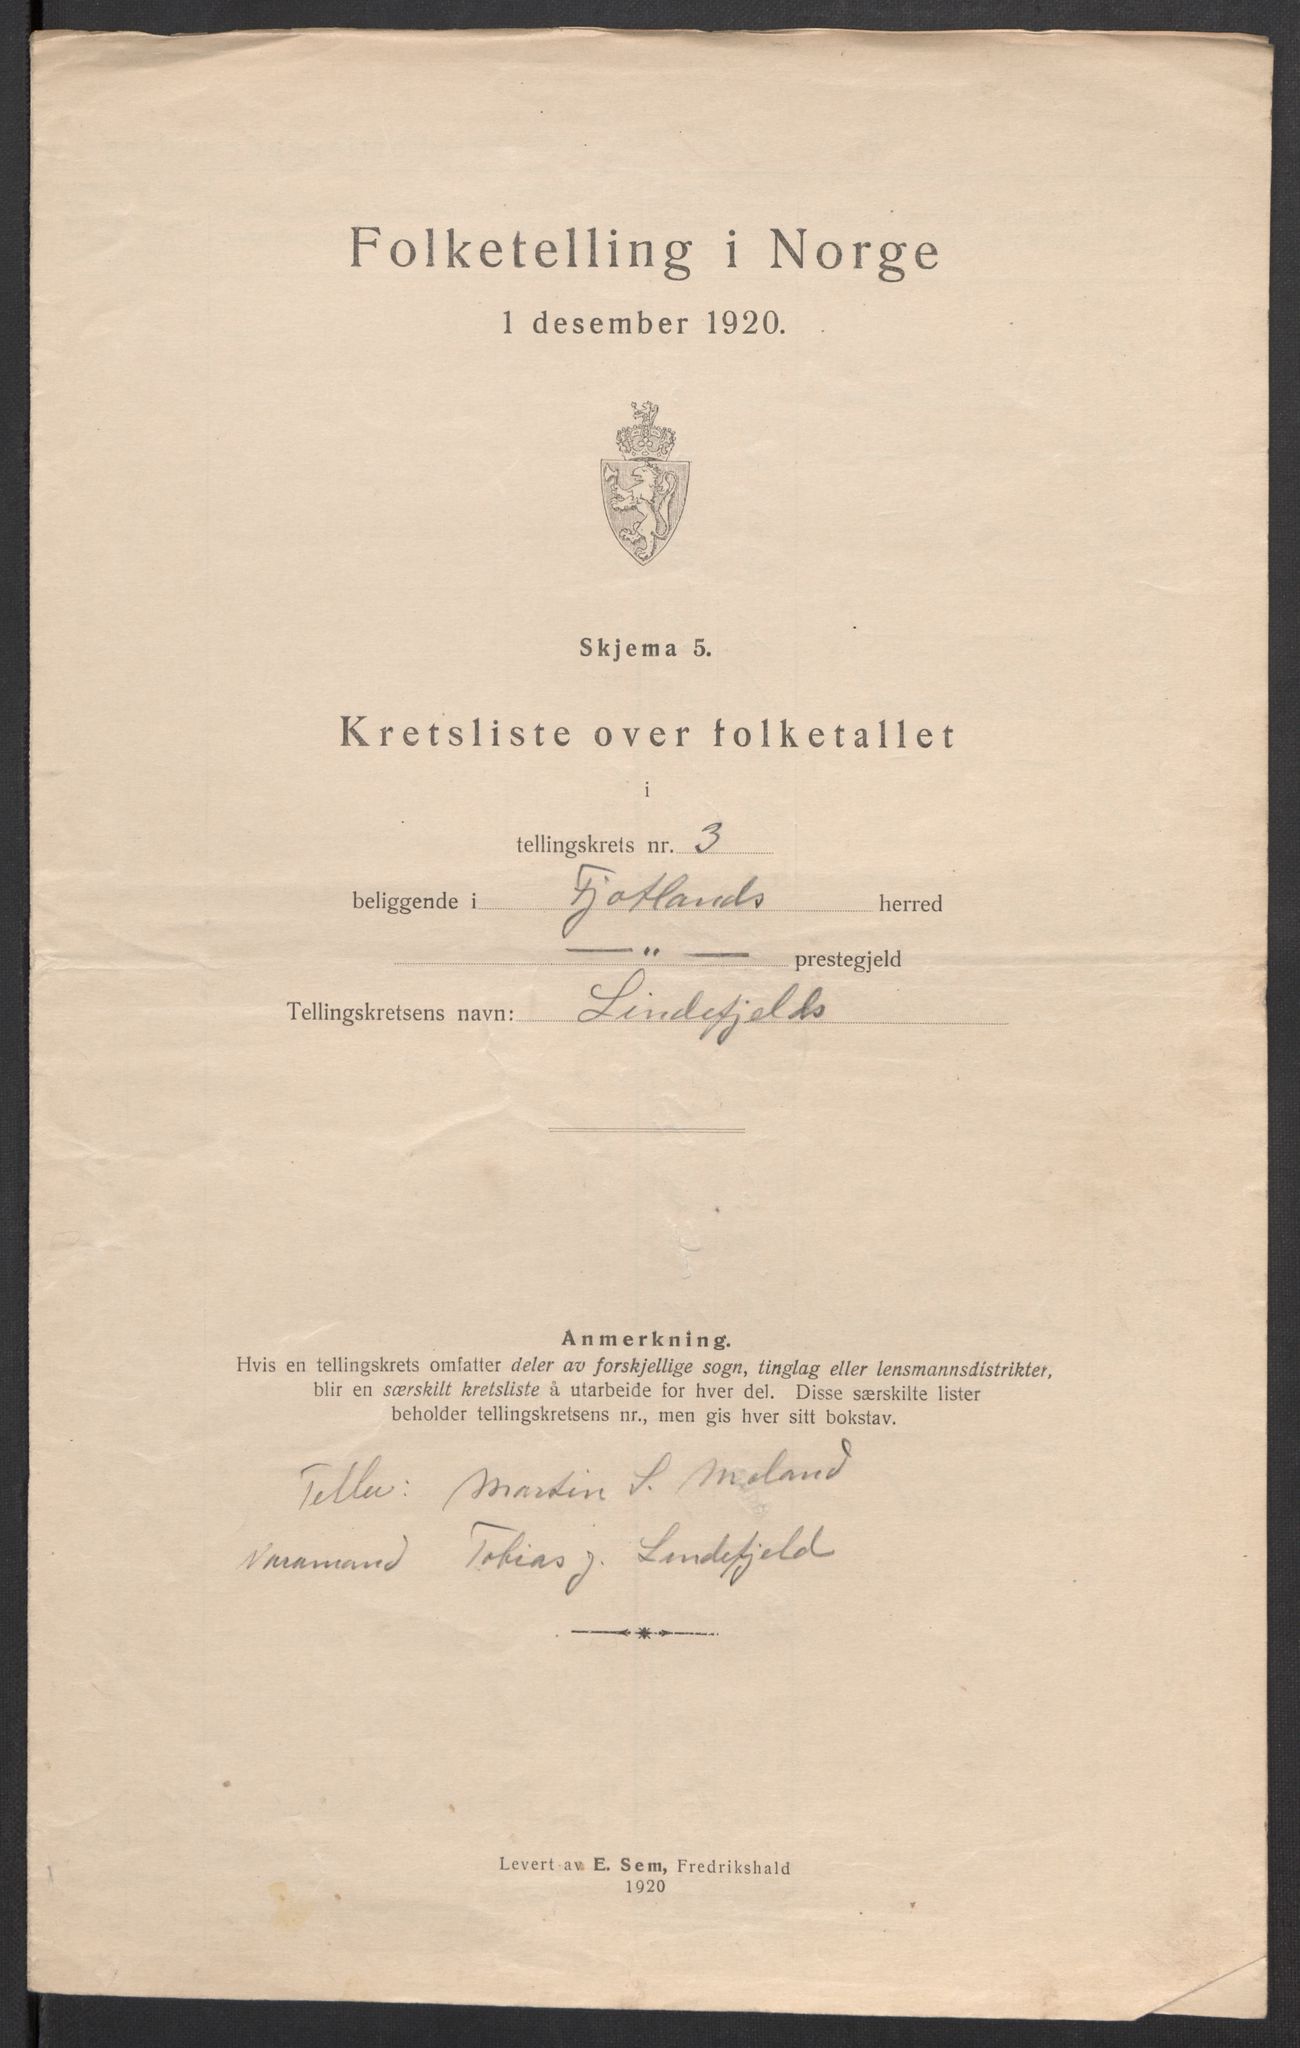 Folketelling i Norge
1 desember 1920.
Skjema 5.
Kretsliste over folketallet
i
tellingskrets nr. 3
beliggende i Fjotlands herred
— „ — prestegjeld
Tellingskretsens navn: Lindefjelds
Anmerkning.
Hvis en tellingskrets omfatter deler av forskjellige sogn, tinglag eller lensmannsdistrikter,
blir en særskilt kretsliste å utarbeide for hver del. Disse særskilte lister
beholder tellingskretsens nr., men gis hver sitt bokstav.
Teller: Martin S. Moland
Varamand Tobias J. Lindefjeld
Levert av E. Sem, Fredrikshald
1920